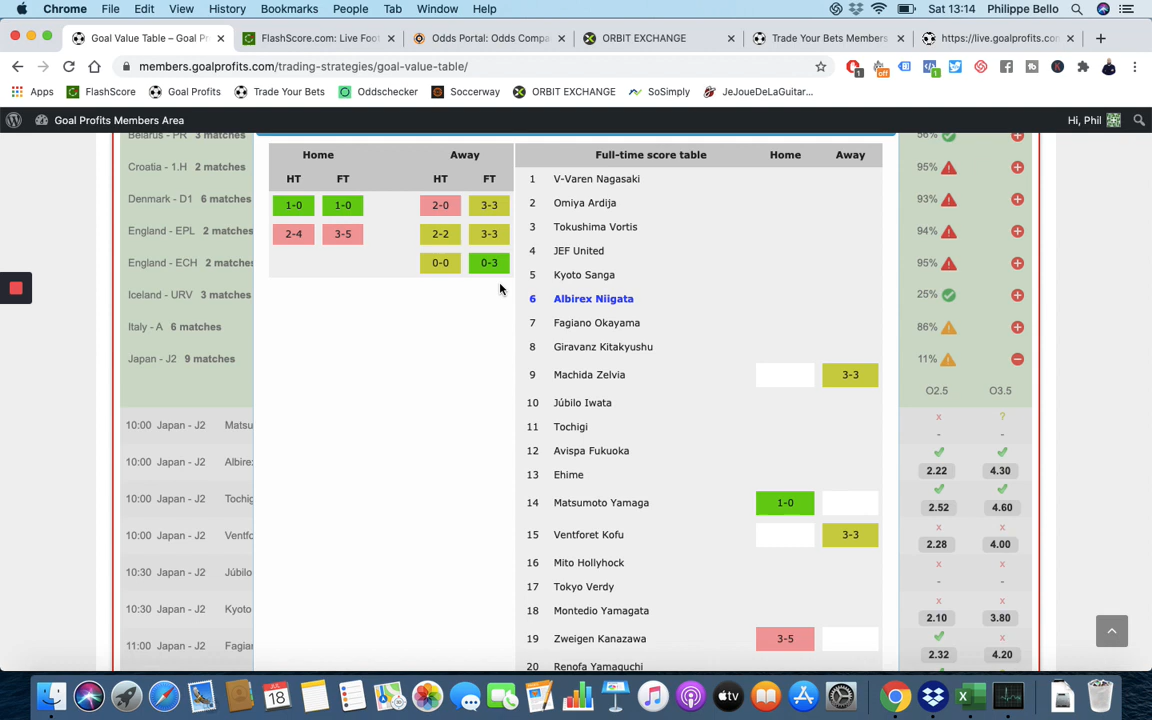 Chrome File Edit View History Bookmarks People Tab Window Help Sat 13:14 Philippe Bello
Goal Value Table – Goal Pr
FlashScore.com: Live Foot
Odds Portal: Odds Compa
ORBIT EXCHANGE
Trade Your Bets Members
https://live.goalprofits.com
members.goalprofits.com/trading-strategies/goal-value-table/
Apps FlashScore Goal Profits Trade Your Bets Oddschecker Soccerway ORBIT EXCHANGE SoSimply JeJoueDeLaGuitar...
Goal Profits Members Area Hi, Phil
Belarus - PR 3 matches 56%
Croatia - 1.H 2 matches 95%
Denmark - D1 6 matches 93%
England - EPL 2 matches 94%
England - ECH 2 matches 95%
Iceland - URV 3 matches 25%
Italy - A 6 matches 86%
Japan - J2 9 matches 11%
O2.5 O3.5
10:00 Japan - J2 Matsu x ?
- -
10:00 Japan - J2 Albire
2.22 4.30
10:00 Japan - J2 Tochig
2.52 4.60
10:00 Japan - J2 Ventfo x x
2.28 4.00
10:30 Japan - J2 Júbilo x x
- -
10:30 Japan - J2 Kyoto x x
2.10 3.80
11:00 Japan - J2 Fagian x
2.32 4.20
Home Away
HT FT HT FT
1-0 1-0 2-0 3-3
2-4 3-5 2-2 3-3
0-0 0-3
Full-time score table Home Away
1 V-Varen Nagasaki
2 Omiya Ardija
3 Tokushima Vortis
4 JEF United
5 Kyoto Sanga
6 Albirex Niigata
7 Fagiano Okayama
8 Giravanz Kitakyushu
9 Machida Zelvia 3-3
10 Júbilo Iwata
11 Tochigi
12 Avispa Fukuoka
13 Ehime
14 Matsumoto Yamaga 1-0
15 Ventforet Kofu 3-3
16 Mito Hollyhock
17 Tokyo Verdy
18 Montedio Yamagata
19 Zweigen Kanazawa 3-5
20 Renofa Yamaguchi